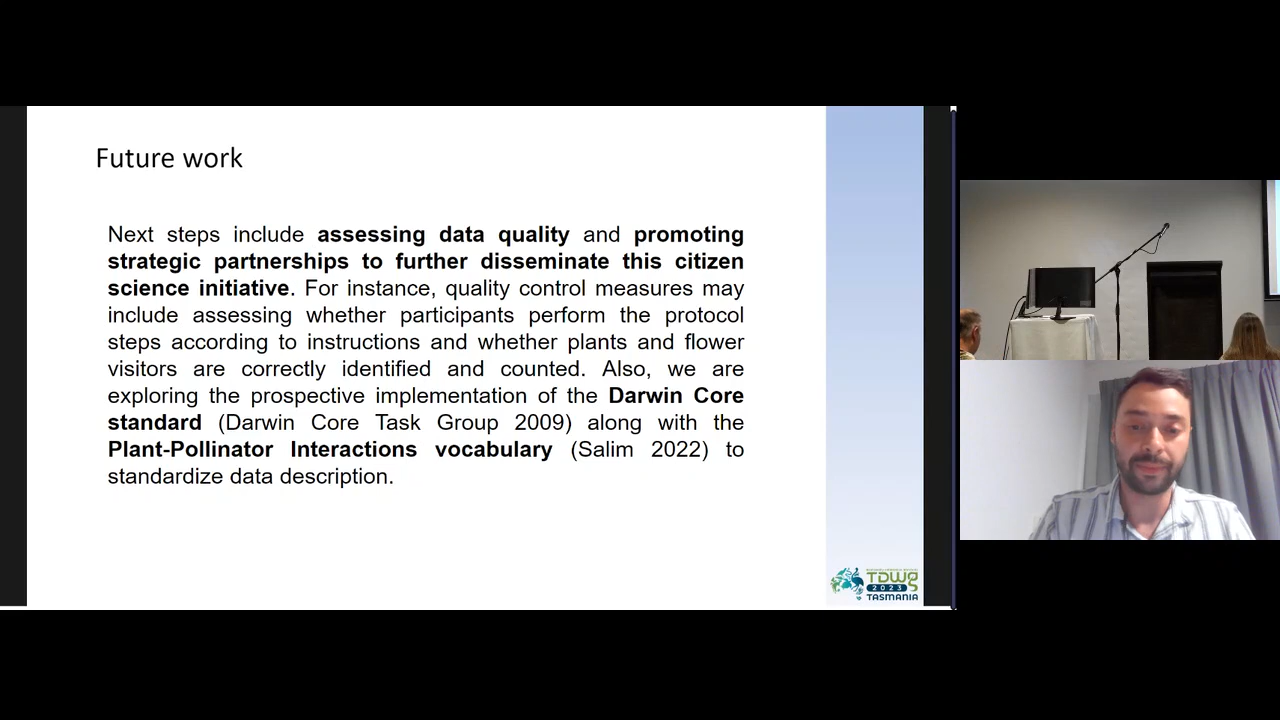 Future work
Next steps include assessing data quality and promoting
strategic partnerships to further disseminate this citizen
science initiative. For instance, quality control measures may
include assessing whether participants perform the protocol
steps according to instructions and whether plants and flower
visitors are correctly identified and counted. Also, we are
exploring the prospective implementation of the Darwin Core
standard (Darwin Core Task Group 2009) along with the
Plant-Pollinator Interactions vocabulary (Salim 2022) to
standardize data description.
TDWG
2023
TASMANIA